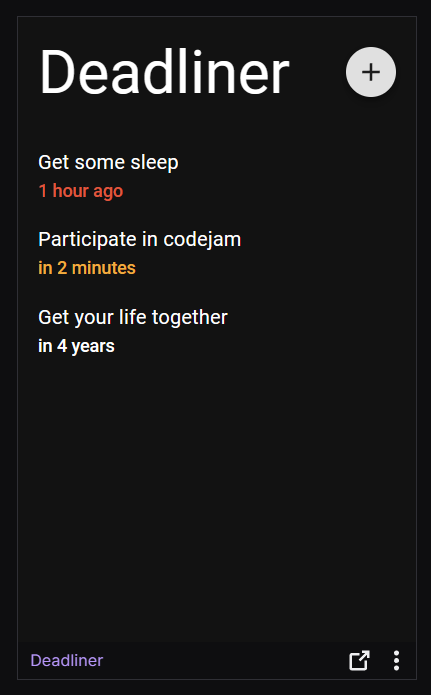 Deadliner
Get some sleep
1 hour ago
Participate in codejam
in 2 minutes
Get your life together
in 4 years
Deadliner